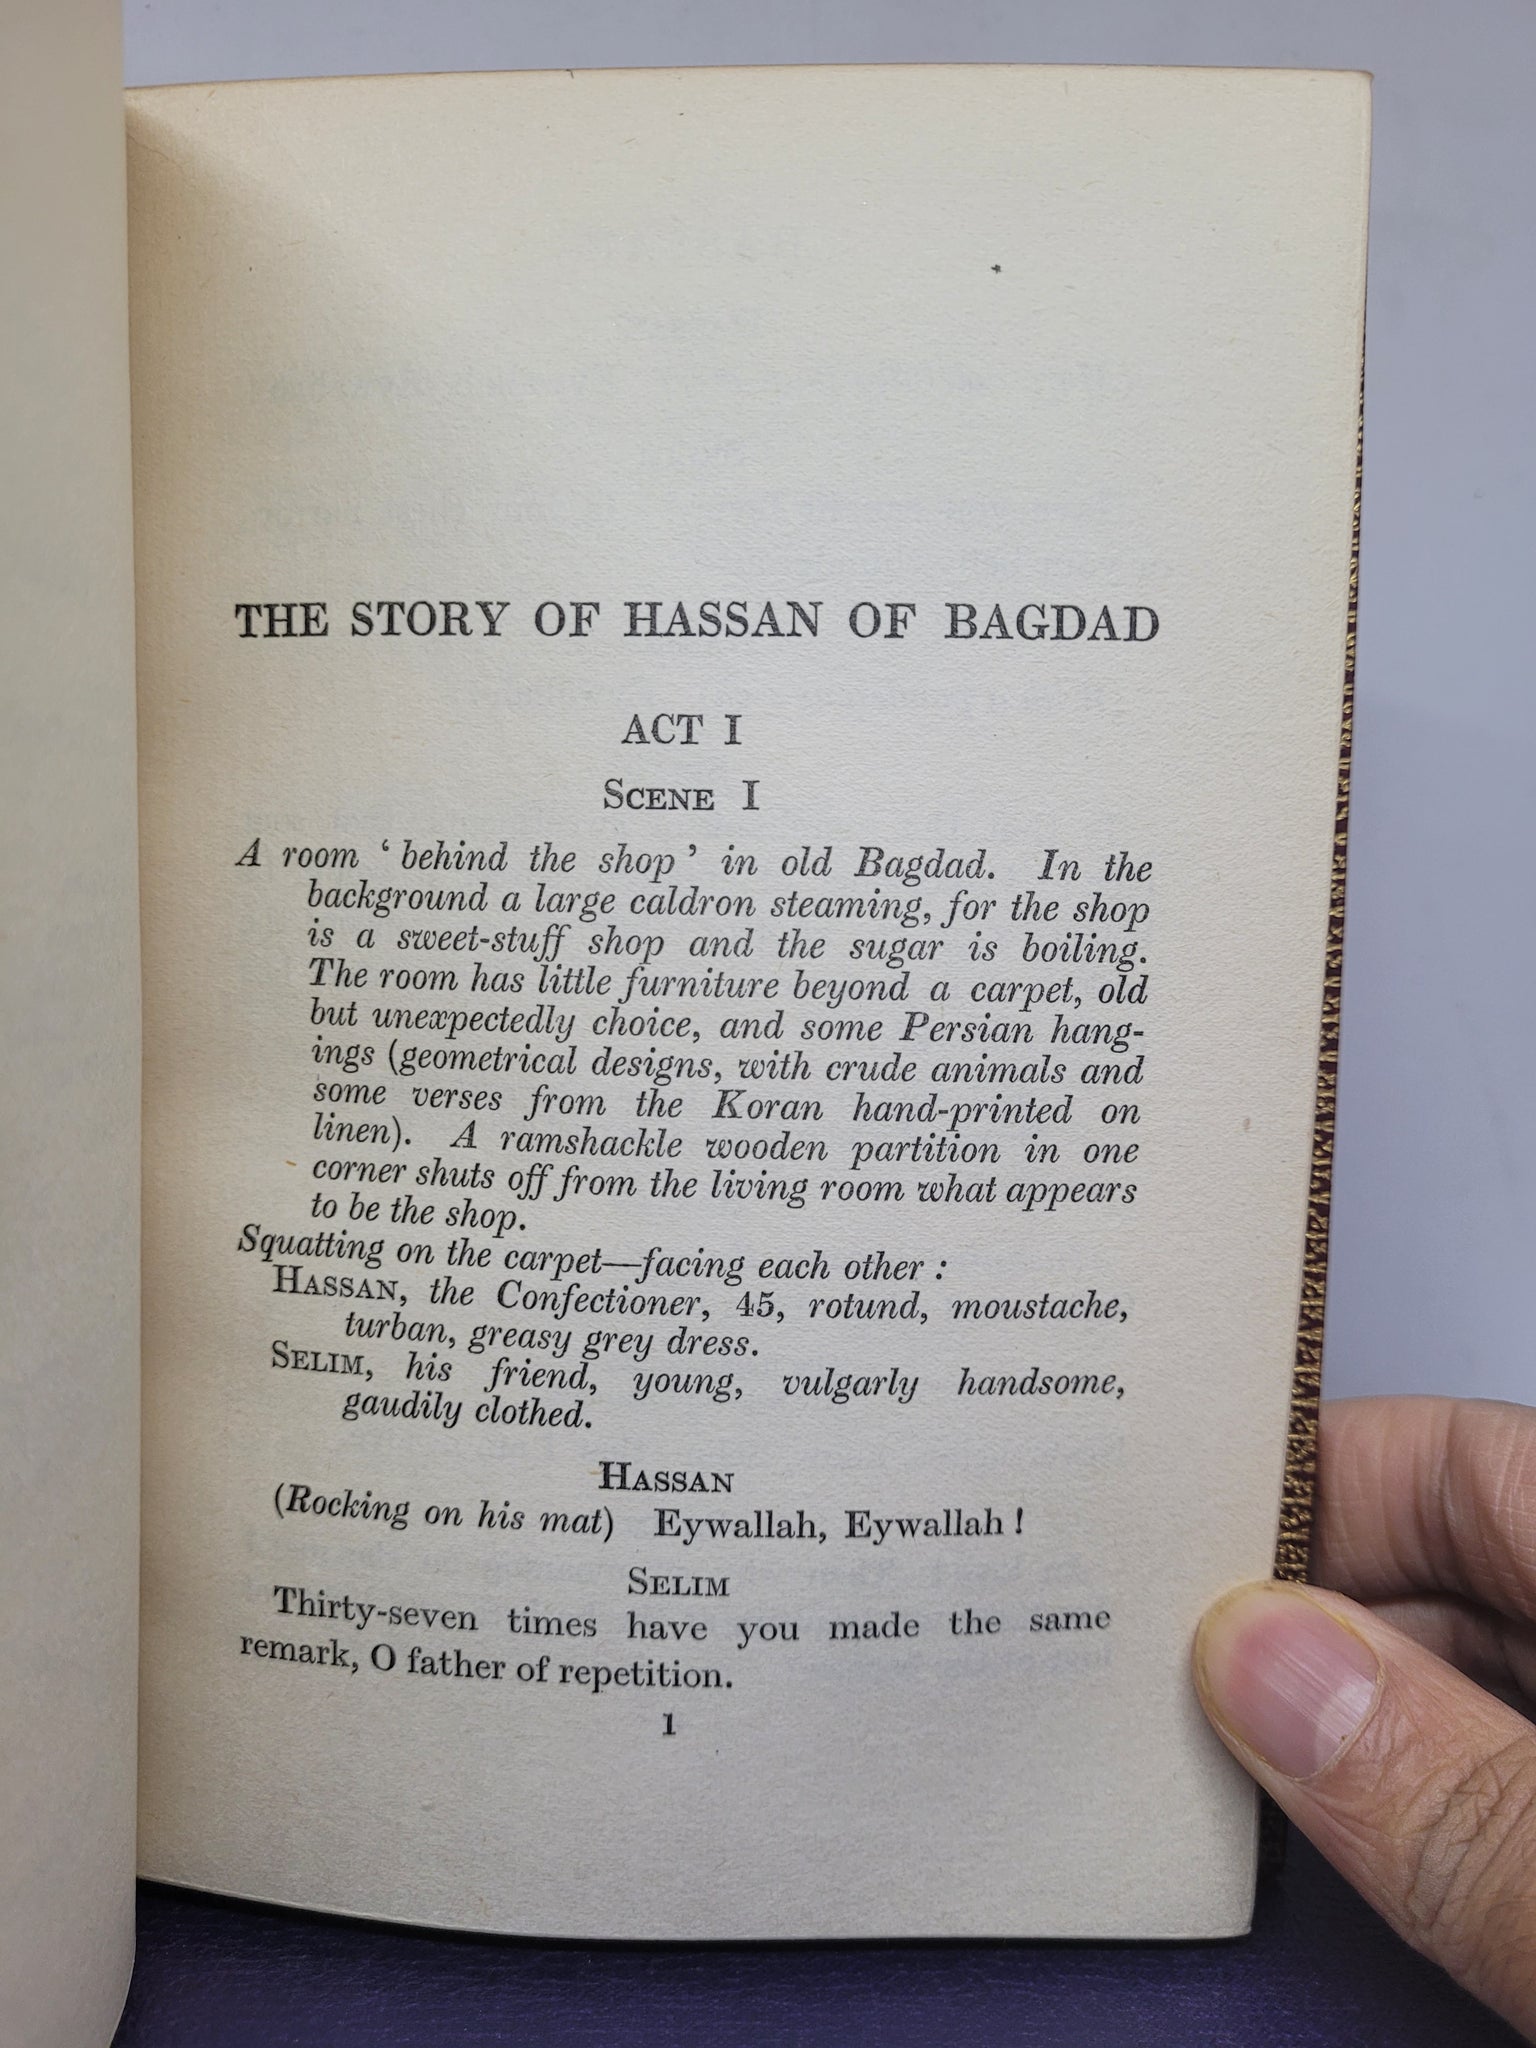 THE STORY OF HASSAN OF BAGDAD
ACT I
SCENE I
A room ‘ behind the shop ’ in old Bagdad. In the
background a large caldron steaming, for the shop
is a sweet-stuff shop and the sugar is boiling.
The room has little furniture beyond a carpet, old
but unexpectedly choice, and some Persian hang-
ings (geometrical designs, with crude animals and
some verses from the Koran hand-printed on
linen). A ramshackle wooden partition in one
corner shuts off from the living room what appears
to be the shop.
Squatting on the carpet—facing each other :
HASSAN, the Confectioner, 45, rotund, moustache,
turban, greasy grey dress.
SELIM, his friend, young, vulgarly handsome,
gaudily clothed.
HASSAN
(Rocking on his mat) Eywallah, Eywallah !
SELIM
Thirty-seven times have you made the same
remark, O father of repetition.
1